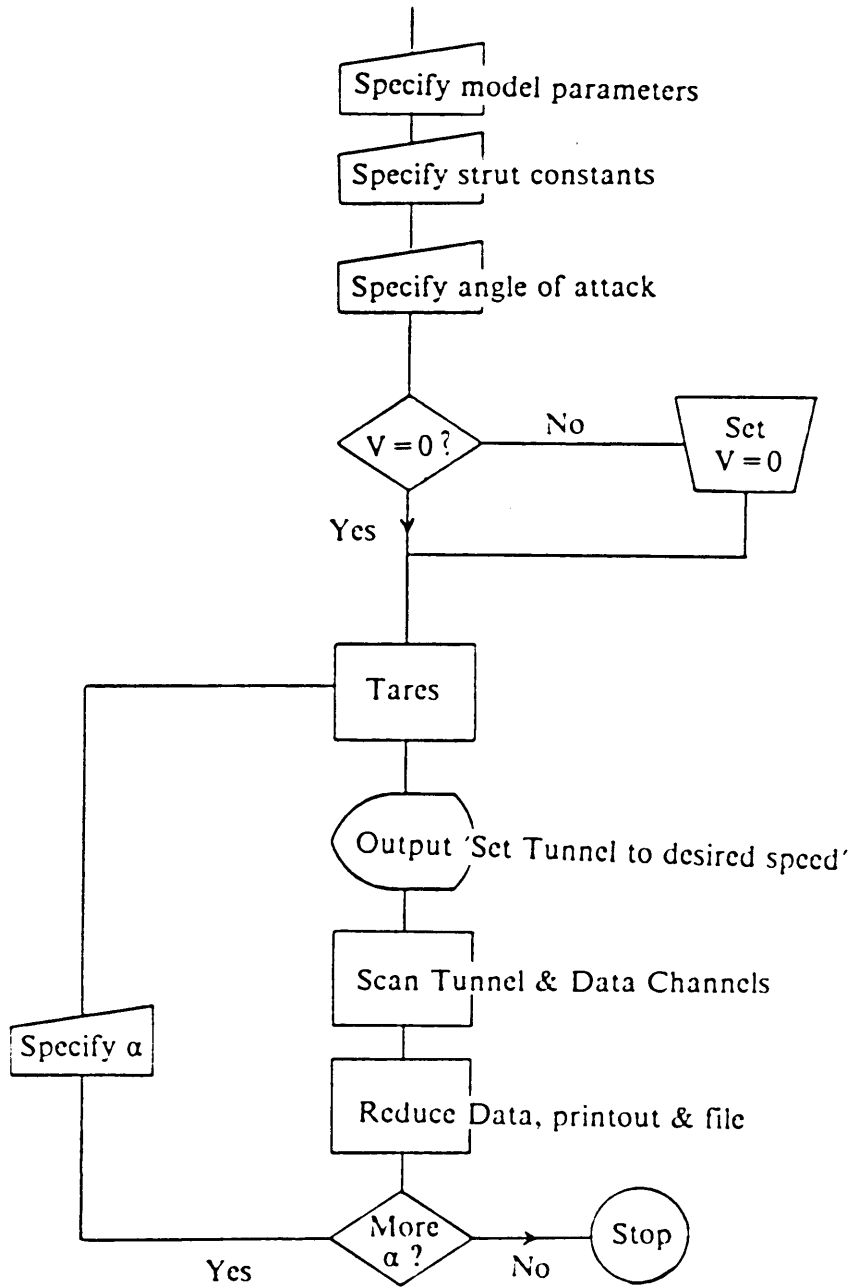 Specify model parameters
Specify strut constants
Specify angle of attack
V = 0 ?
No
Set
V = 0
Yes
Tares
Output 'Set Tunnel to desired speed'
Scan Tunnel & Data Channels
Specify α
Reduce Data, printout & file
More
α ?
Yes
No
Stop